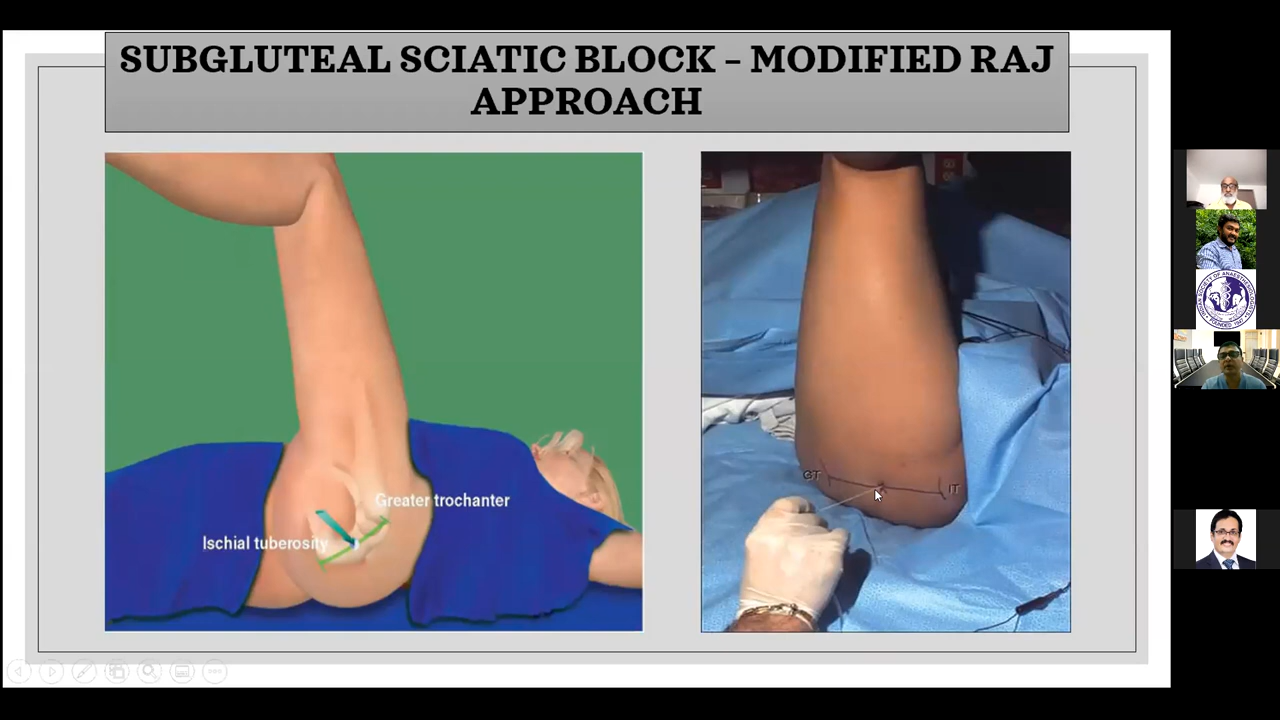 SUBGLUTEAL SCIATIC BLOCK – MODIFIED RAJ
APPROACH
Greater trochanter
Ischial tuberosity
GT
IT